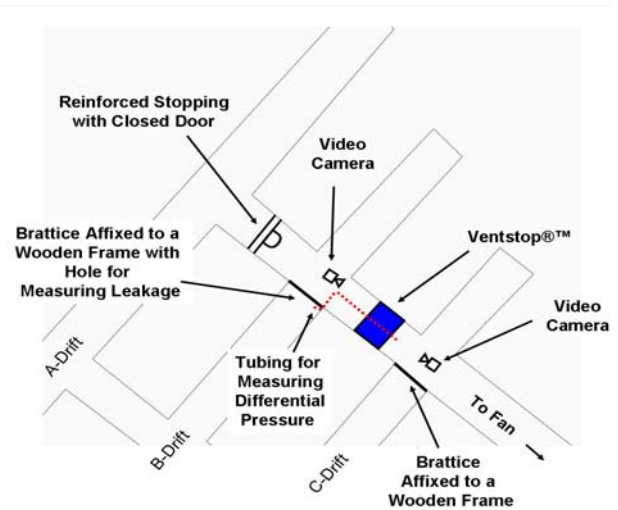 Reinforced Stopping
with Closed Door
Video
Camera
Brattice Affixed to a
Wooden Frame with
Hole for
Measuring Leakage
Ventstop®™
Video
Camera
A-Drift
Tubing for
Measuring
Differential
Pressure
To Fan
B-Drift
C-Drift
Brattice
Affixed to a
Wooden Frame